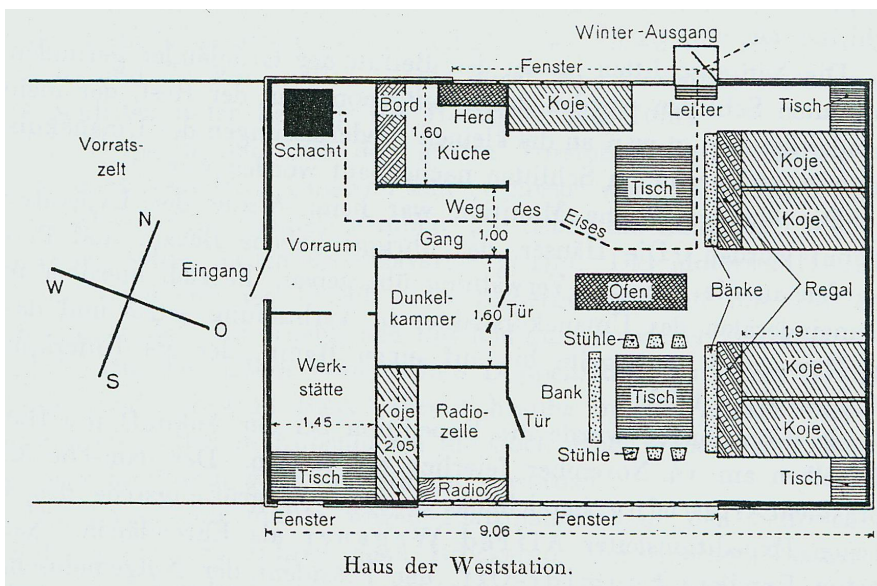 Winter-Ausgang
Fenster
Bord
1.60
Herd
Koje
Leiter
Tisch
Vorrats-
zelt
Schacht
Küche
Koje
Tisch
Koje
Weg des Eises
N
W
O
S
Vorraum
Gang
1,00
Eingang
Dunkel-
kammer
1,60
Tür
Ofen
Bänke
Regal
Stühle
1,9
Werk-
stätte
Koje
Bank
Tisch
Koje
Radio-
zelle
Tür
Koje
1,45
2,05
Stühle
Tisch
Radio
Tisch
Fenster
Fenster
9,06
Haus der Weststation.